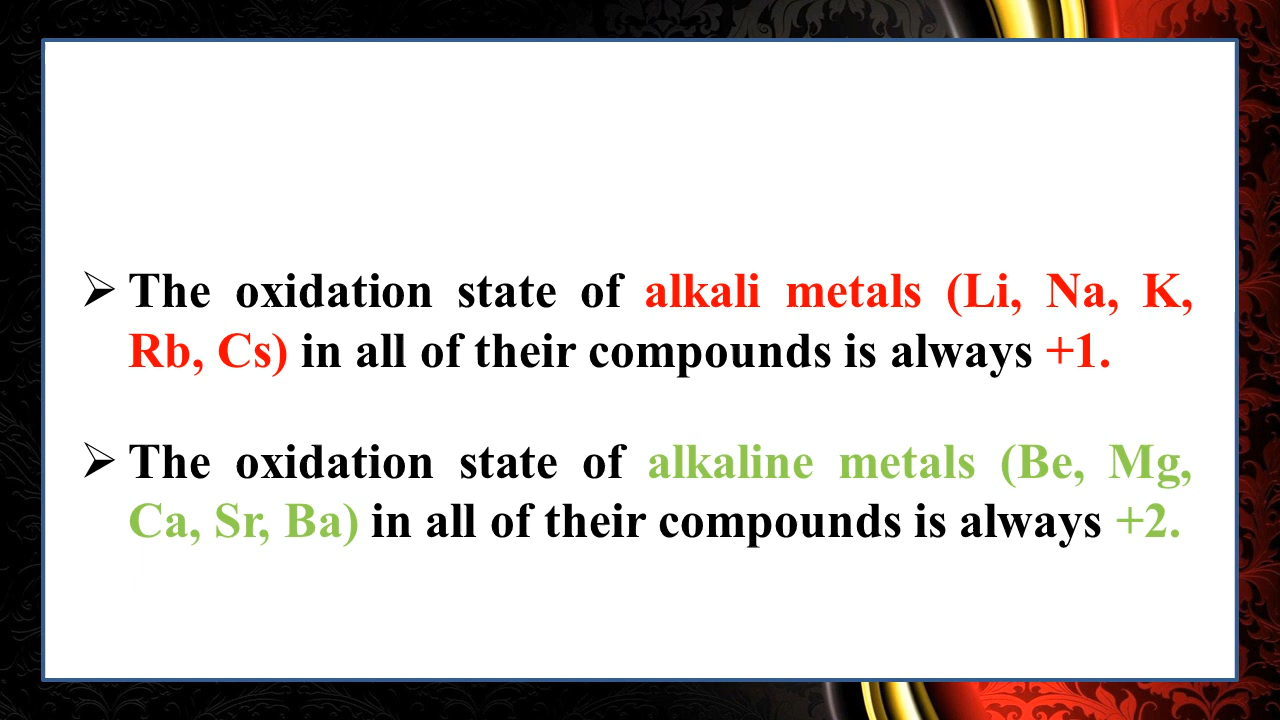 ➢ The oxidation state of alkali metals (Li, Na, K,
Rb, Cs) in all of their compounds is always +1.
➢ The oxidation state of alkaline metals (Be, Mg,
Ca, Sr, Ba) in all of their compounds is always +2.